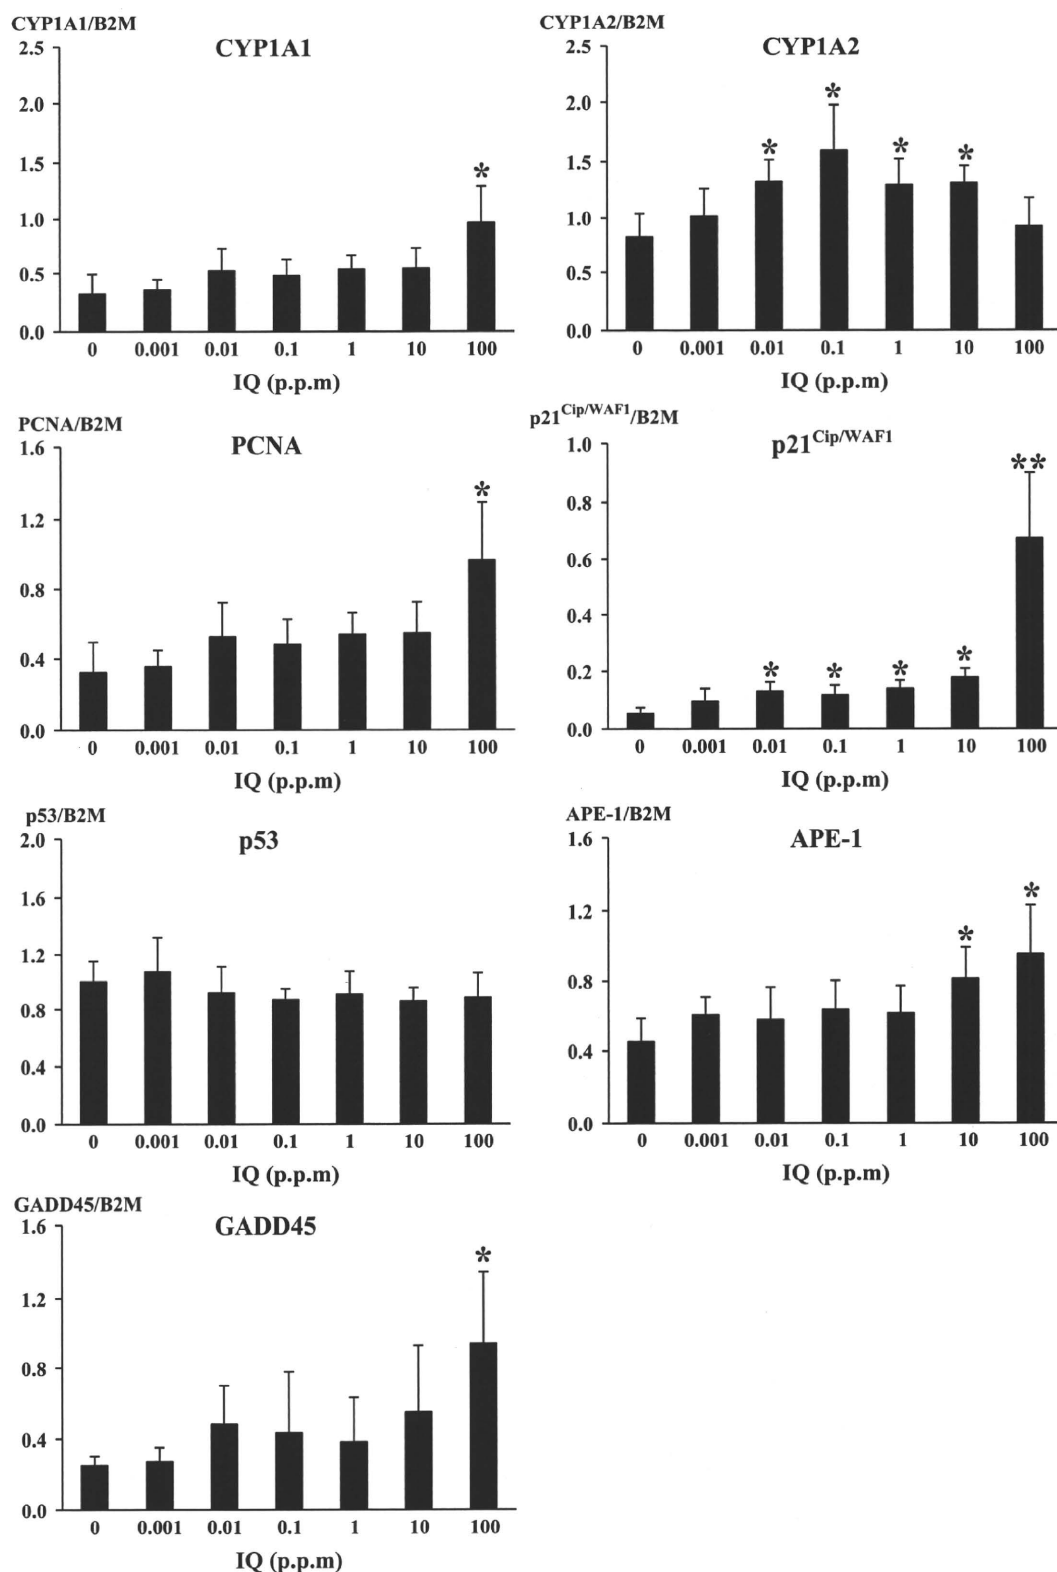 CYP1A1/B2M
CYP1A1
2.5
2.0
1.5
1.0
0.5
0.0
*
0 0.001 0.01 0.1 1 10 100
IQ (p.p.m)
CYP1A2/B2M
CYP1A2
2.5
2.0
1.5
1.0
0.5
0.0
* * * *
0 0.001 0.01 0.1 1 10 100
IQ (p.p.m)
PCNA/B2M
PCNA
1.6
1.2
0.8
0.4
0.0
*
0 0.001 0.01 0.1 1 10 100
IQ (p.p.m)
p21^Cip/WAF1/B2M
p21^Cip/WAF1
1.0
0.8
0.6
0.4
0.2
0.0
* * * * **
0 0.001 0.01 0.1 1 10 100
IQ (p.p.m)
p53/B2M
p53
2.0
1.6
1.2
0.8
0.4
0.0
0 0.001 0.01 0.1 1 10 100
IQ (p.p.m)
APE-1/B2M
APE-1
1.6
1.2
0.8
0.4
0.0
* *
0 0.001 0.01 0.1 1 10 100
IQ (p.p.m)
GADD45/B2M
GADD45
1.6
1.2
0.8
0.4
0.0
*
0 0.001 0.01 0.1 1 10 100
IQ (p.p.m)